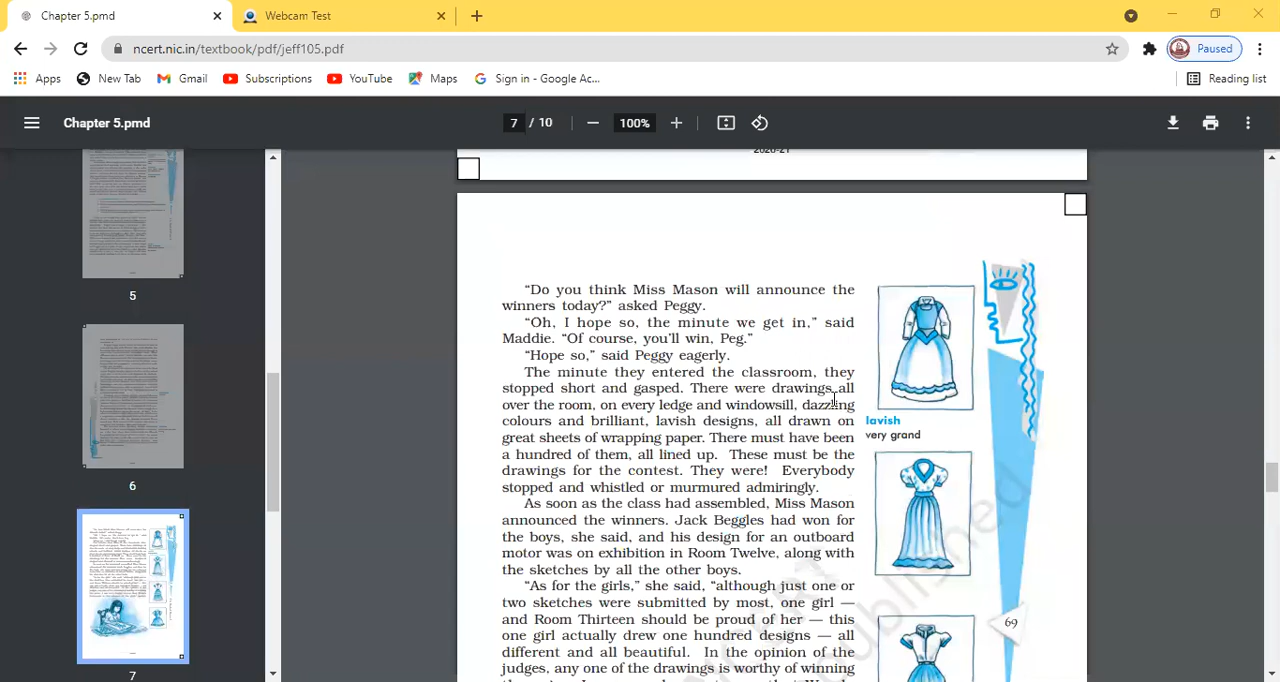 Chapter 5.pmd
Webcam Test
ncert.nic.in/textbook/pdf/jeff105.pdf
Paused
Apps
New Tab
Gmail
Subscriptions
YouTube
Maps
Sign in - Google Ac...
Reading list
Chapter 5.pmd
7 / 10
100%
2020-21
5
6
7
“Do you think Miss Mason will announce the
winners today?” asked Peggy.
“Oh, I hope so, the minute we get in,” said
Maddie. “Of course, you’ll win, Peg.”
“Hope so,” said Peggy eagerly.
The minute they entered the classroom, they
stopped short and gasped. There were drawings all
over the room, on every ledge and windowsill, dazzling
colours and brilliant, lavish designs, all drawn on
great sheets of wrapping paper. There must have been
a hundred of them, all lined up. These must be the
drawings for the contest. They were! Everybody
stopped and whistled or murmured admiringly.
As soon as the class had assembled, Miss Mason
announced the winners. Jack Beggles had won for
the boys, she said, and his design for an outboard
motor was on exhibition in Room Twelve, along with
the sketches by all the other boys.
“As for the girls,” she said, “although just one or
two sketches were submitted by most, one girl —
and Room Thirteen should be proud of her — this
one girl actually drew one hundred designs — all
different and all beautiful. In the opinion of the
judges, any one of the drawings is worthy of winning
lavish
very grand
69